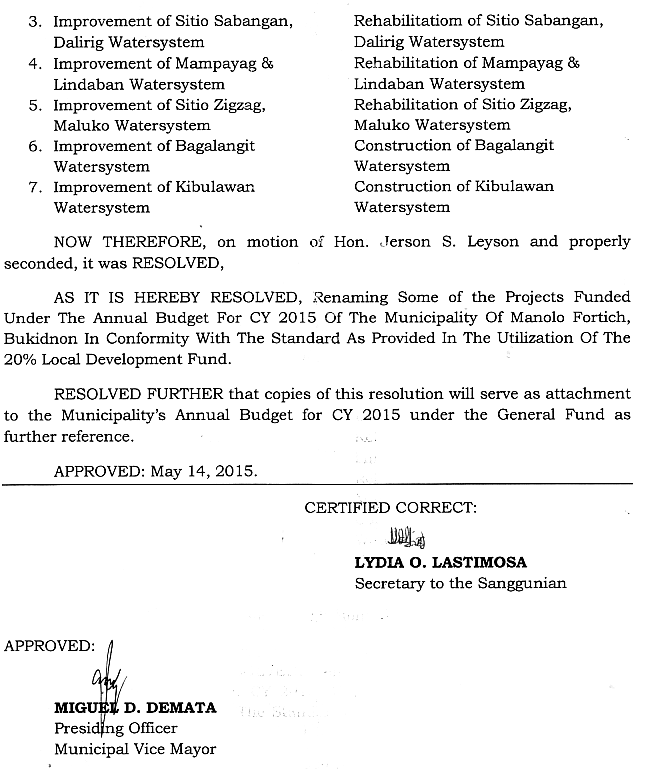 3. Improvement of Sitio Sabangan, Rehabilitatiom of Sitio Sabangan,
Dalirig Watersystem Dalirig Watersystem
4. Improvement of Mampayag & Rehabilitation of Mampayag &
Lindaban Watersystem Lindaban Watersystem
5. Improvement of Sitio Zigzag, Rehabilitation of Sitio Zigzag,
Maluko Watersystem Maluko Watersystem
6. Improvement of Bagalangit Construction of Bagalangit
Watersystem Watersystem
7. Improvement of Kibulawan Construction of Kibulawan
Watersystem Watersystem
NOW THEREFORE, on motion of Hon. Jerson S. Leyson and properly
seconded, it was RESOLVED,
AS IT IS HEREBY RESOLVED, Renaming Some of the Projects Funded
Under The Annual Budget For CY 2015 Of The Municipality Of Manolo Fortich,
Bukidnon In Conformity With The Standard As Provided In The Utilization Of The
20% Local Development Fund.
RESOLVED FURTHER that copies of this resolution will serve as attachment
to the Municipality's Annual Budget for CY 2015 under the General Fund as
further reference.
APPROVED: May 14, 2015.
CERTIFIED CORRECT:
LYDIA O. LASTIMOSA
Secretary to the Sanggunian
APPROVED:
MIGUEL D. DEMATA
Presiding Officer
Municipal Vice Mayor